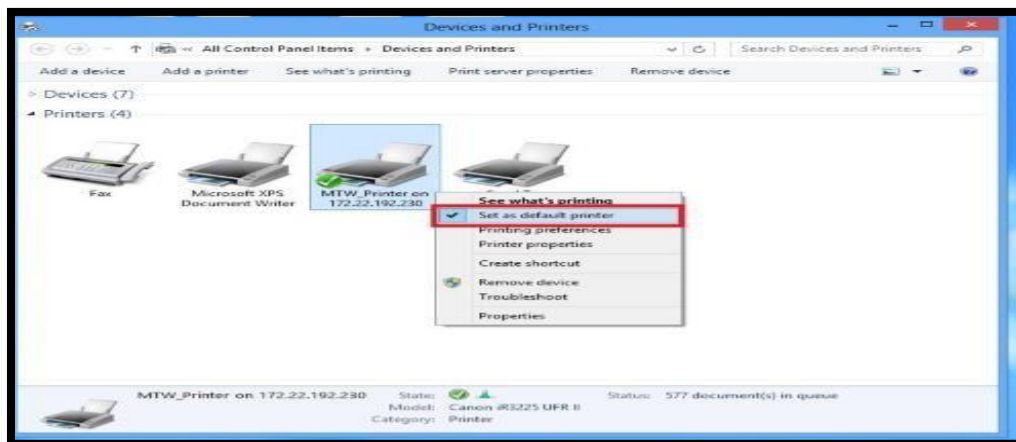 Devices and Printers
All Control Panel Items Devices and Printers Search Devices and Printers
Add a device Add a printer See what's printing Print server properties Remove device
Devices (7)
Printers (4)
Fax
Microsoft XPS
Document Writer
MTW_Printer on
172.22.192.230
See what's printing
Set as default printer
Printing preferences
Printer properties
Create shortcut
Remove device
Troubleshoot
Properties
MTW_Printer on 172.22.192.230 State: Status: 577 document(s) in queue
Model: Canon iR3225 UFR II
Category: Printer